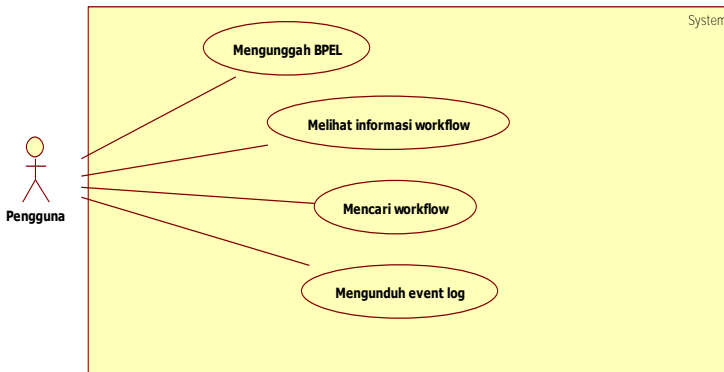 System
Mengunggah BPEL
Melihat informasi workflow
Pengguna
Mencari workflow
Mengunduh event log